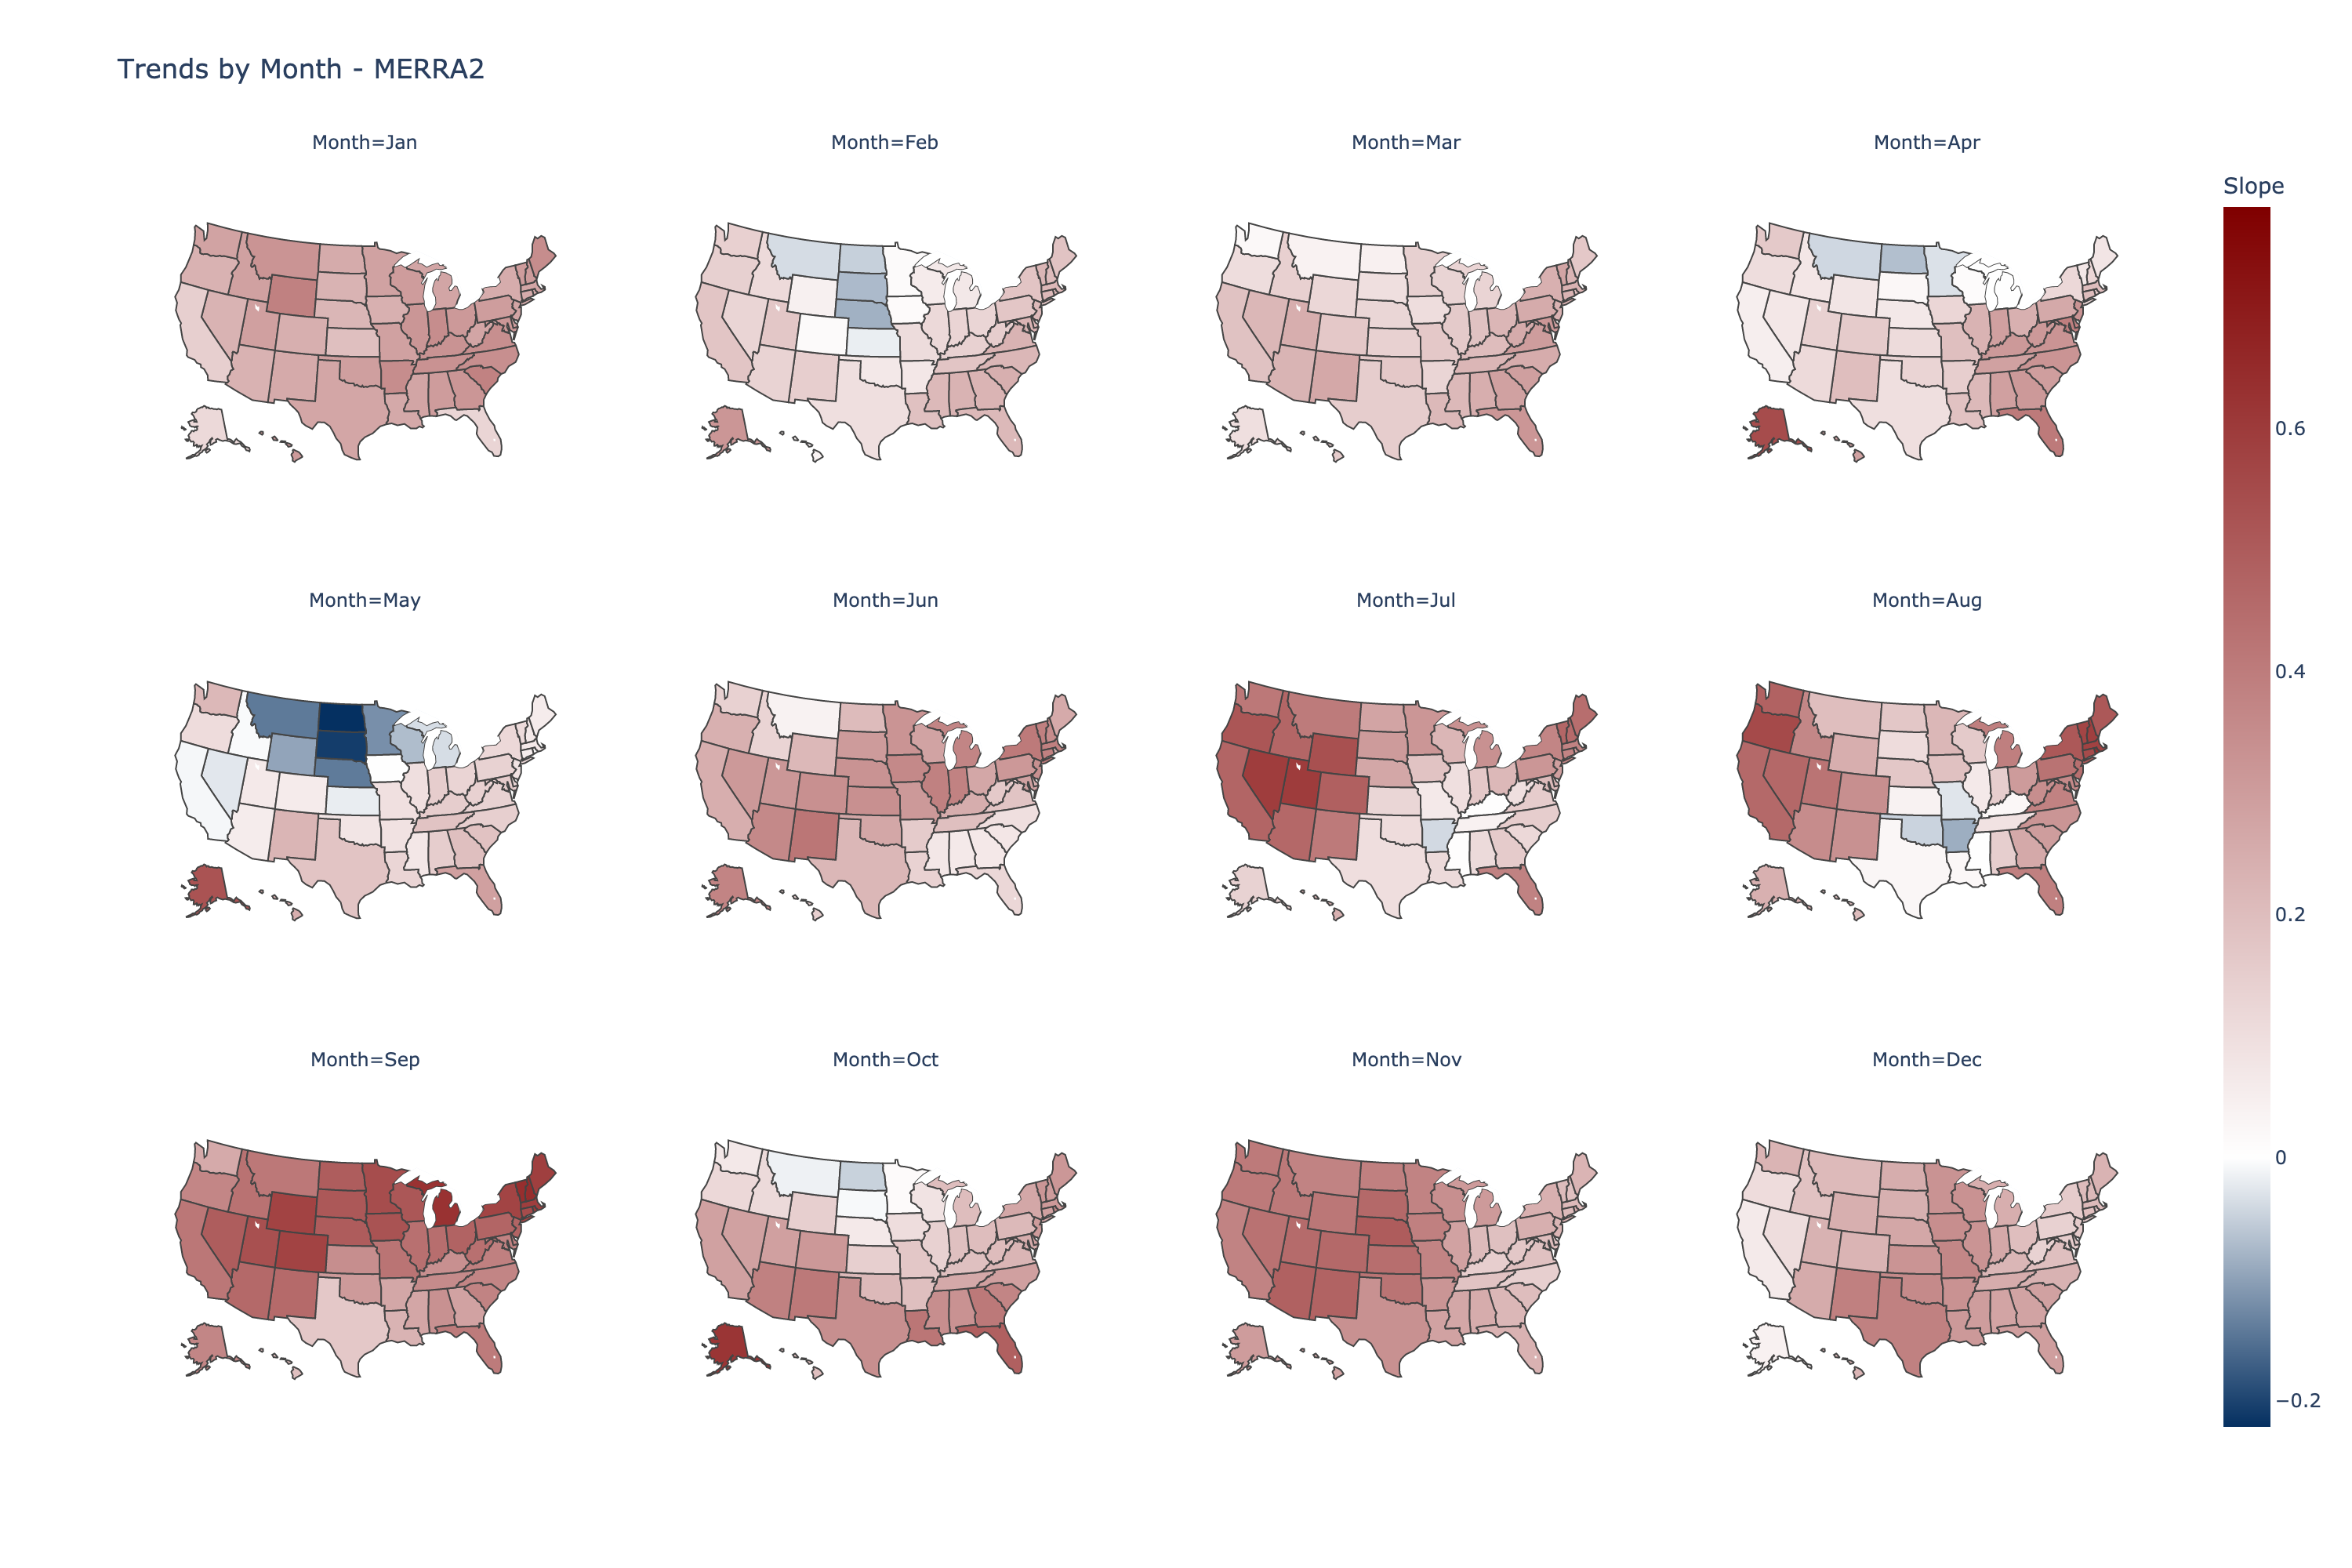 Trends by Month - MERRA2
Month=Jan
Month=Feb
Month=Mar
Month=Apr
Slope
0.6
Month=May
Month=Jun
Month=Jul
Month=Aug
0.4
0.2
Month=Sep
Month=Oct
Month=Nov
Month=Dec
0
−0.2